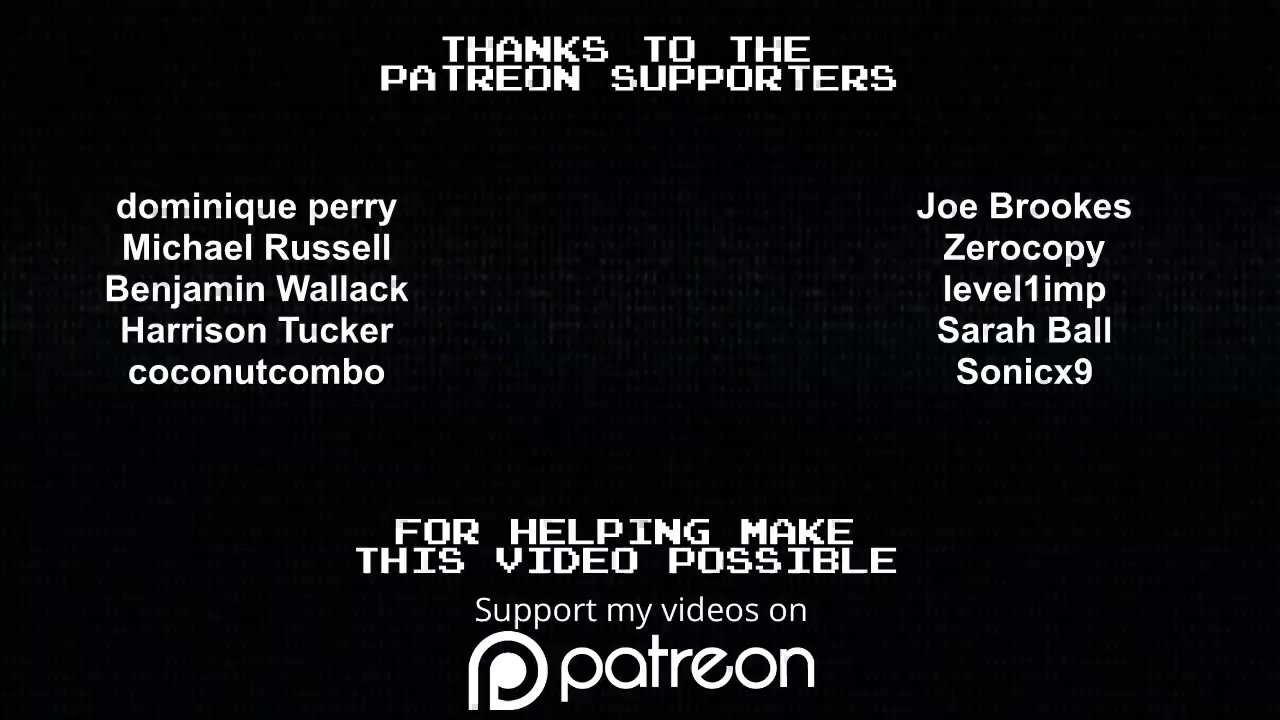 THANKS TO THE
PATREON SUPPORTERS
dominique perry
Michael Russell
Benjamin Wallack
Harrison Tucker
coconutcombo
Joe Brookes
Zerocopy
level1imp
Sarah Ball
Sonicx9
FOR HELPING MAKE
THIS VIDEO POSSIBLE
Support my videos on
patreon